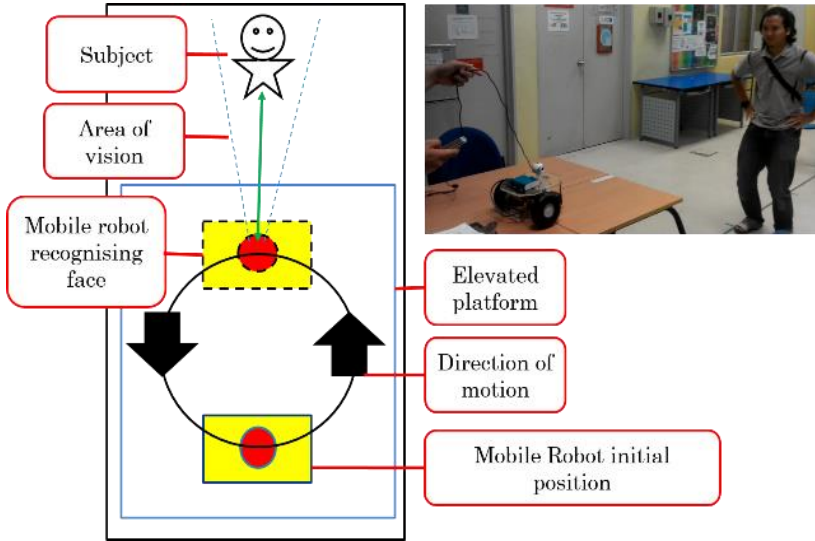 Subject
Area of
vision
Mobile robot
recognising
face
Elevated
platform
Direction of
motion
Mobile Robot initial
position